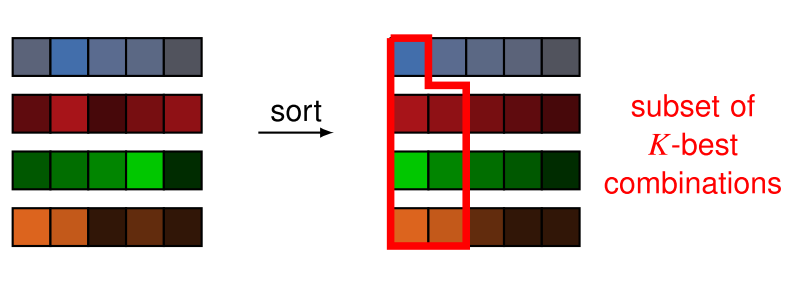 sort
subset of
K-best
combinations